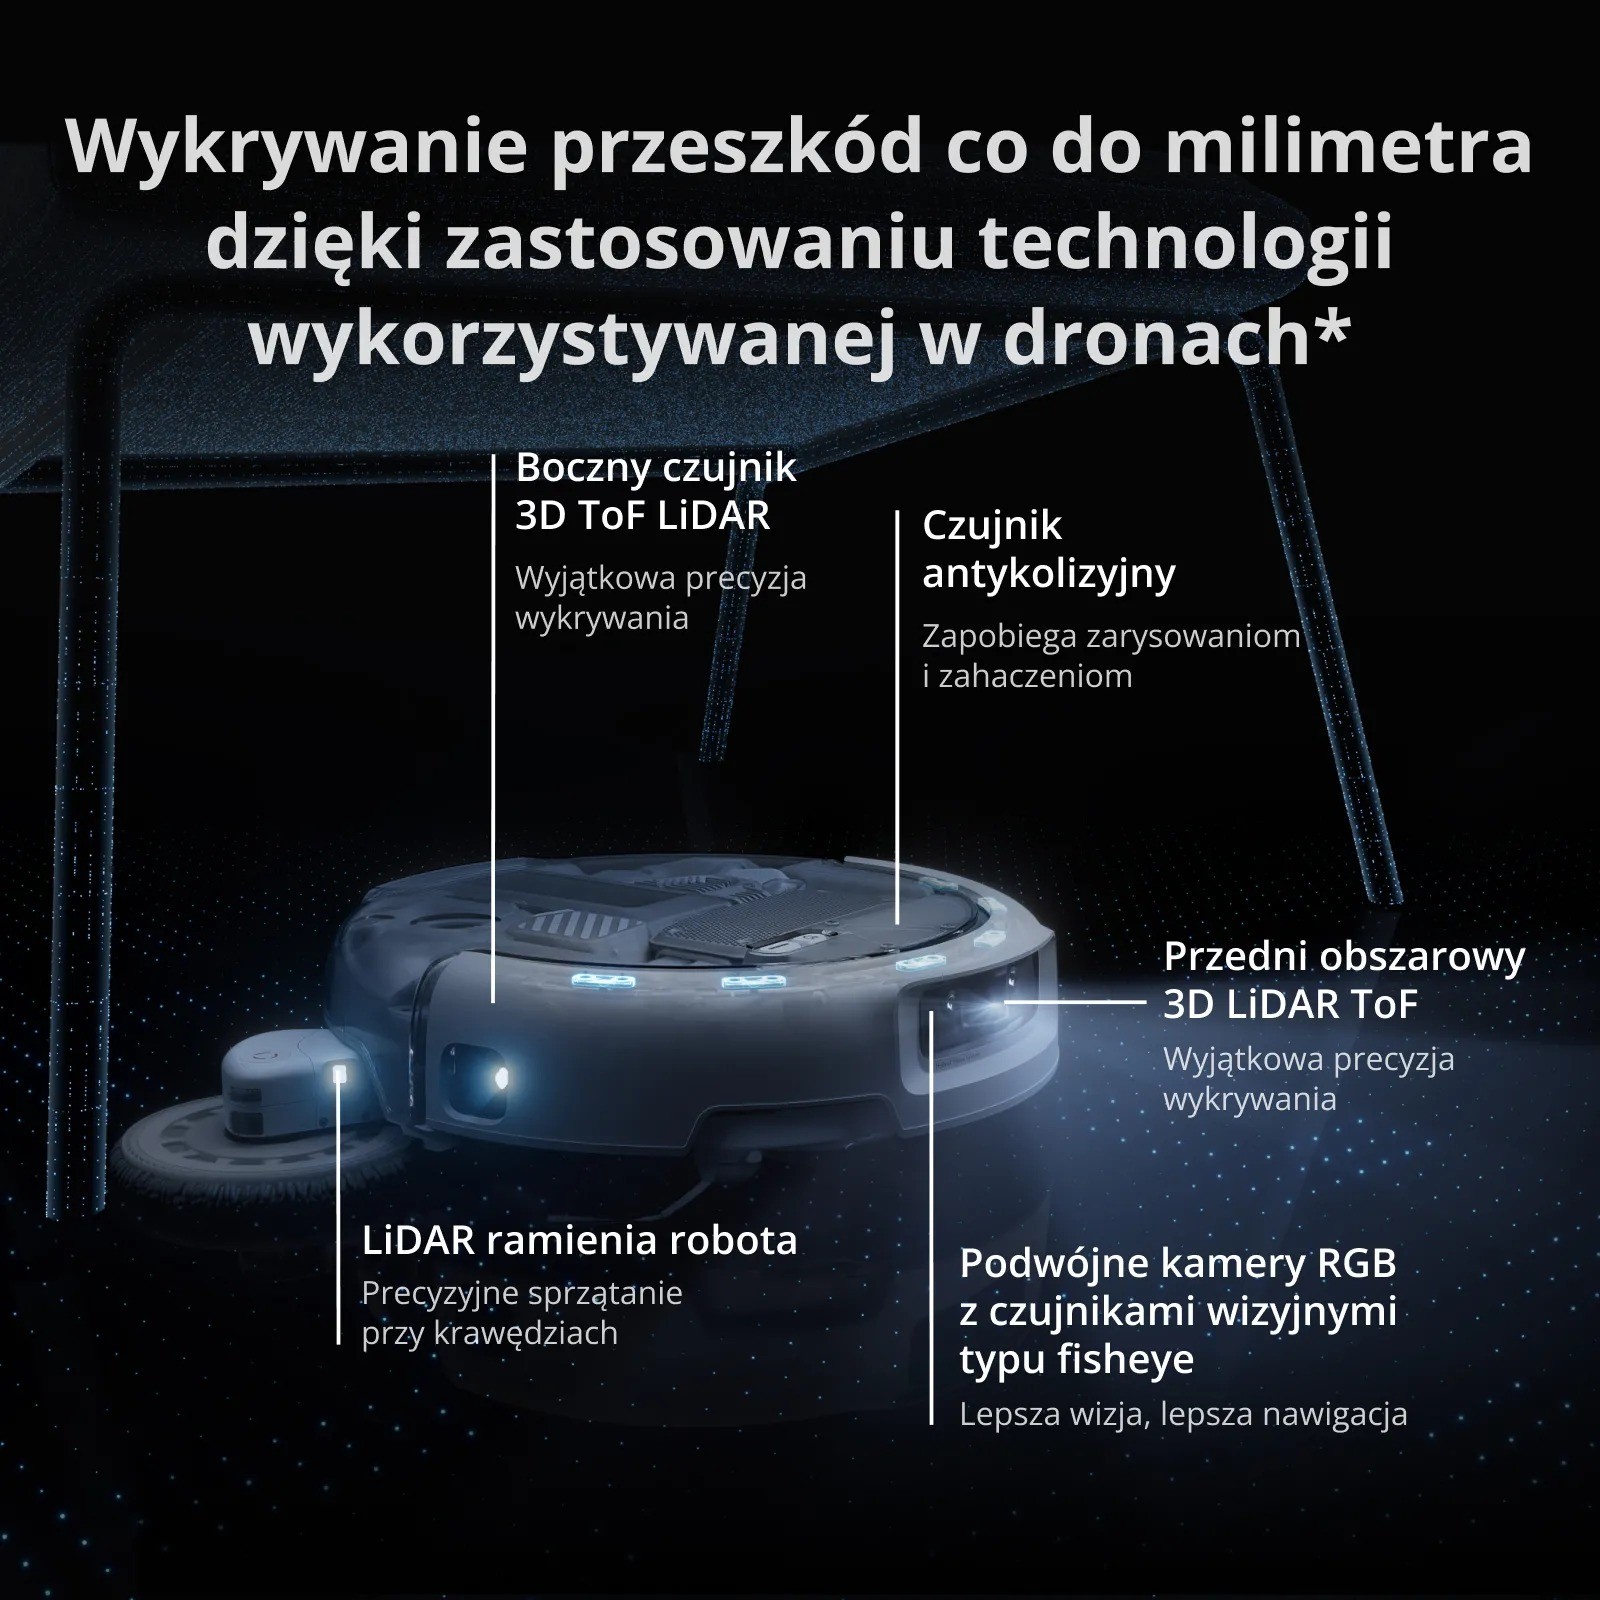 Wykrywanie przeszkód co do milimetra
dzięki zastosowaniu technologii
wykorzystywanej w dronach*
Boczny czujnik
3D ToF LiDAR
Wyjątkowa precyzja
wykrywania
Czujnik
antykolizyjny
Zapobiega zarysowaniom
i zahaczeniom
Przedni obszarowy
3D LiDAR ToF
Wyjątkowa precyzja
wykrywania
LiDAR ramienia robota
Precyzyjne sprzątanie
przy krawędziach
Podwójne kamery RGB
z czujnikami wizyjnymi
typu fisheye
Lepsza wizja, lepsza nawigacja